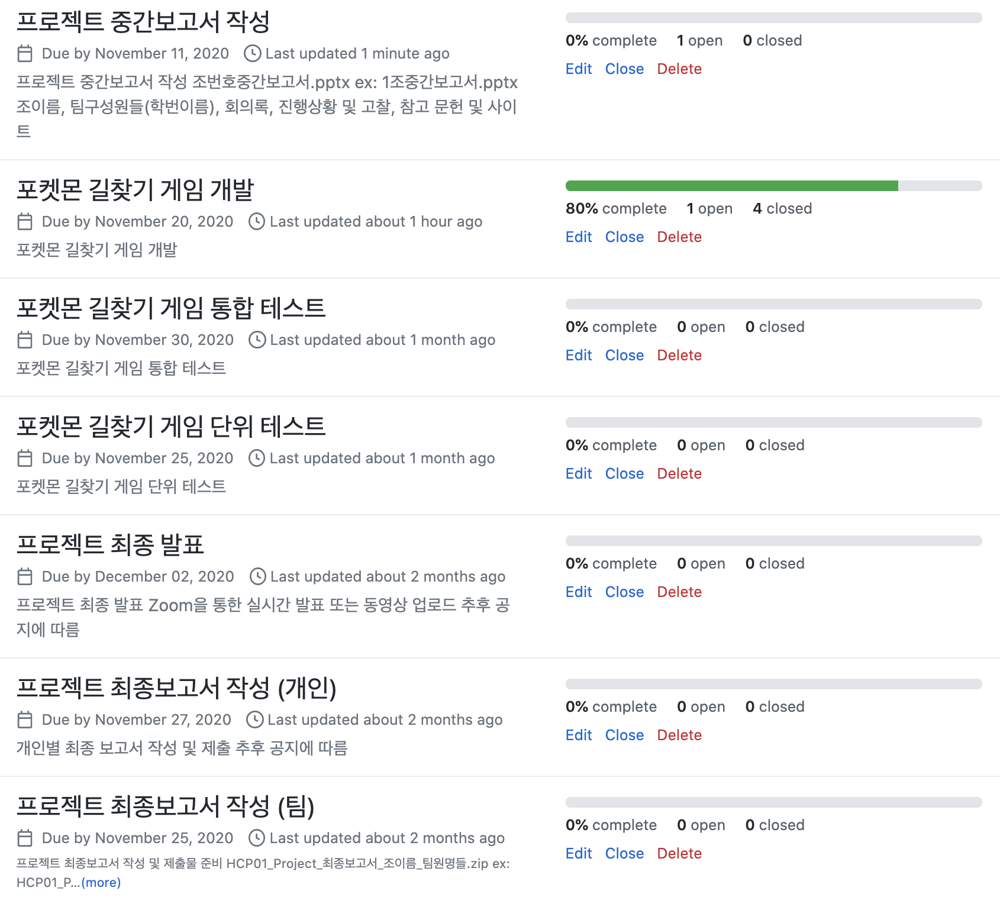 프로젝트 중간보고서 작성
Due by November 11, 2020 Last updated 1 minute ago
프로젝트 중간보고서 작성 조번호중간보고서.pptx ex: 1조중간보고서.pptx
조이름, 팀구성원들(학번이름), 회의록, 진행상황 및 고찰, 참고 문헌 및 사이
트
0% complete 1 open 0 closed
Edit Close Delete
포켓몬 길찾기 게임 개발
Due by November 20, 2020 Last updated about 1 hour ago
포켓몬 길찾기 게임 개발
80% complete 1 open 4 closed
Edit Close Delete
포켓몬 길찾기 게임 통합 테스트
Due by November 30, 2020 Last updated about 1 month ago
포켓몬 길찾기 게임 통합 테스트
0% complete 0 open 0 closed
Edit Close Delete
포켓몬 길찾기 게임 단위 테스트
Due by November 25, 2020 Last updated about 1 month ago
포켓몬 길찾기 게임 단위 테스트
0% complete 0 open 0 closed
Edit Close Delete
프로젝트 최종 발표
Due by December 02, 2020 Last updated about 2 months ago
프로젝트 최종 발표 Zoom을 통한 실시간 발표 또는 동영상 업로드 추후 공
지에 따름
0% complete 0 open 0 closed
Edit Close Delete
프로젝트 최종보고서 작성 (개인)
Due by November 27, 2020 Last updated about 2 months ago
개인별 최종 보고서 작성 및 제출 추후 공지에 따름
0% complete 0 open 0 closed
Edit Close Delete
프로젝트 최종보고서 작성 (팀)
Due by November 25, 2020 Last updated about 2 months ago
프로젝트 최종보고서 작성 및 제출물 준비 HCP01_Project_최종보고서_조이름_팀원명들.zip ex:
HCP01_P...(more)
0% complete 0 open 0 closed
Edit Close Delete